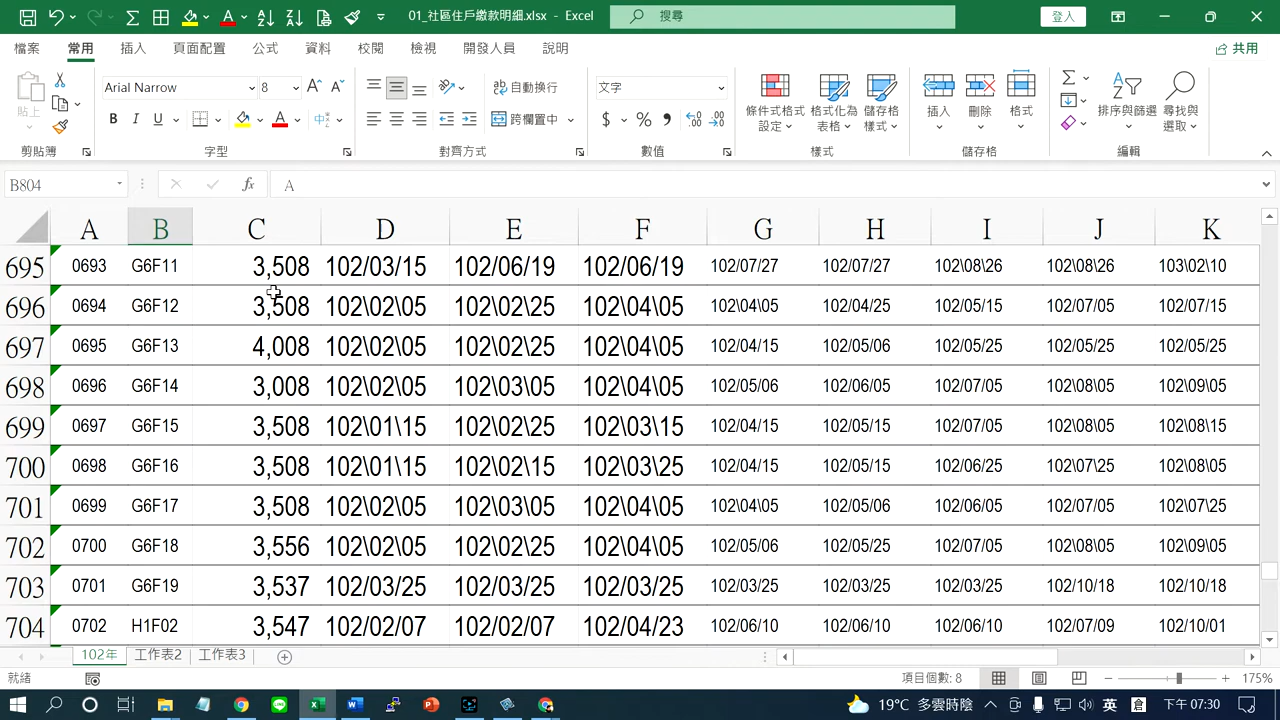 01_社區住戶繳款明細.xlsx - Excel
搜尋
登入
檔案 常用 插入 頁面配置 公式 資料 校閱 檢視 開發人員 說明 共用
貼上
Arial Narrow 8
自動換行
文字
B I U
跨欄置中
$ % ,
條件式格式設定
格式化為表格
儲存格樣式
插入
刪除
格式
排序與篩選
尋找與選取
剪貼簿 字型 對齊方式 數值 樣式 儲存格 編輯
B804 fx A
A B C D E F G H I J K
695 0693 G6F11 3,508 102/03/15 102/06/19 102/06/19 102/07/27 102/07/27 102\08\26 102\08\26 103\02\10
696 0694 G6F12 3,508 102\02\05 102\02\25 102\04\05 102\04\05 102/04/25 102/05/15 102/07/05 102/07/15
697 0695 G6F13 4,008 102\02\05 102\02\25 102\04\05 102/04/15 102/05/06 102/05/25 102/05/25 102/05/25
698 0696 G6F14 3,008 102\02\05 102\03\05 102\04\05 102/05/06 102/06/05 102/07/05 102\08\05 102\09\05
699 0697 G6F15 3,508 102\01\15 102\02\25 102\03\15 102/04/15 102/05/15 102/07/05 102\08\05 102\08\15
700 0698 G6F16 3,508 102\01\15 102\02\15 102\03\25 102/04/15 102/05/15 102/06/25 102\07\25 102\08\05
701 0699 G6F17 3,508 102\02\05 102\03\05 102\04\05 102\04\05 102/05/06 102/06/05 102/07/05 102\07\25
702 0700 G6F18 3,556 102\02\05 102\02\25 102\04\05 102/05/06 102/05/25 102/07/05 102\08\05 102\09\05
703 0701 G6F19 3,537 102/03/25 102/03/25 102/03/25 102/03/25 102/03/25 102/03/25 102/10/18 102/10/18
704 0702 H1F02 3,547 102/02/07 102/02/07 102/04/23 102/06/10 102/06/10 102/06/10 102/07/09 102/10/01
102年 工作表2 工作表3
就緒 項目個數: 8 175%
19°C 多雲時陰 英 下午 07:30